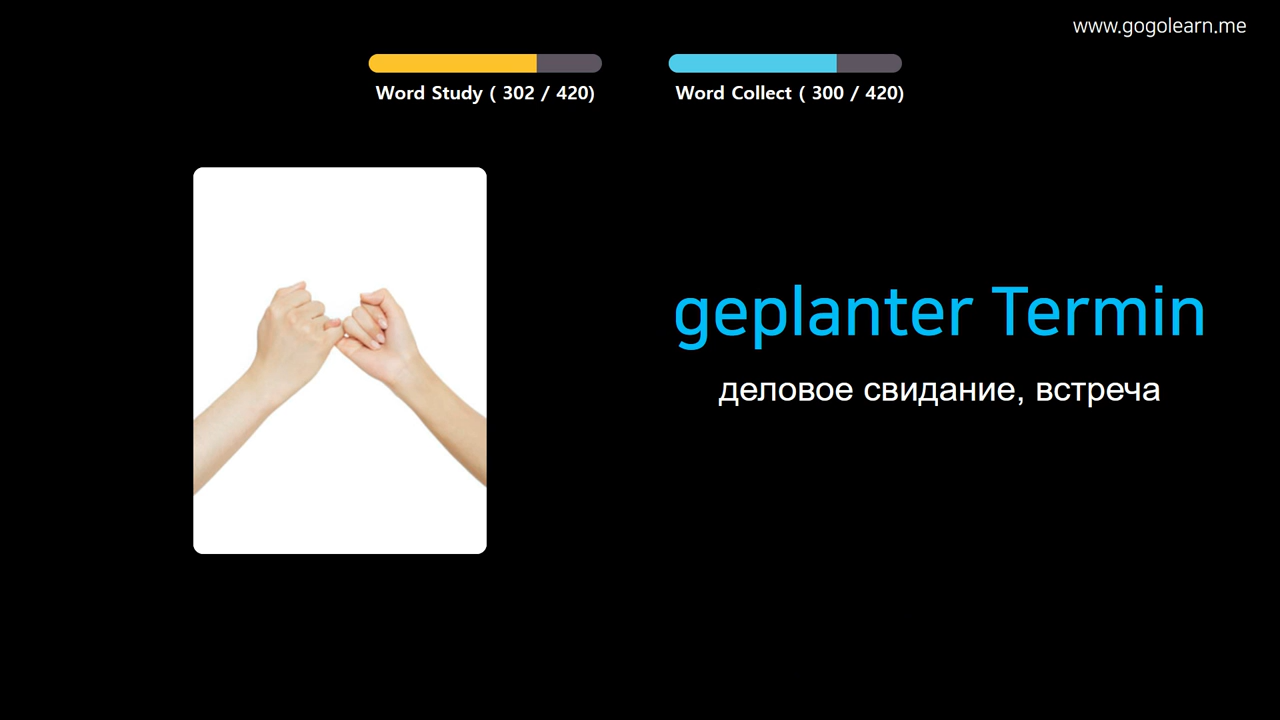 www.gogolearn.me
Word Study ( 302 / 420)
Word Collect ( 300 / 420)
geplanter Termin
деловое свидание, встреча